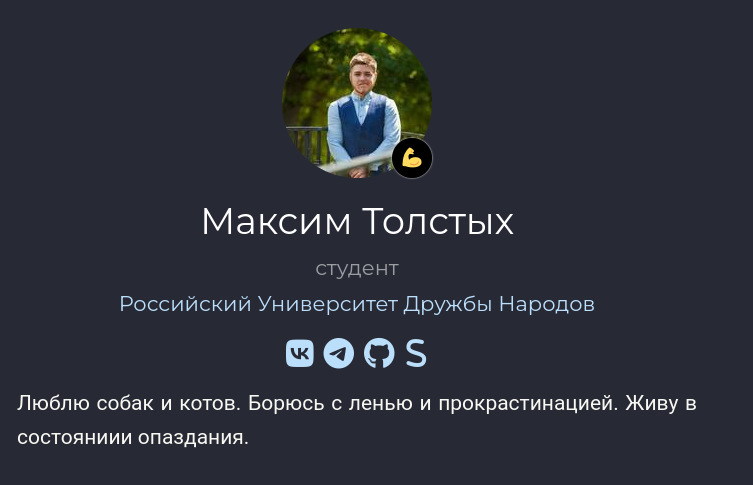 Максим Толстых
студент
Российский Университет Дружбы Народов
Люблю собак и котов. Борюсь с ленью и прокрастинацией. Живу в
состояниии опаздания.